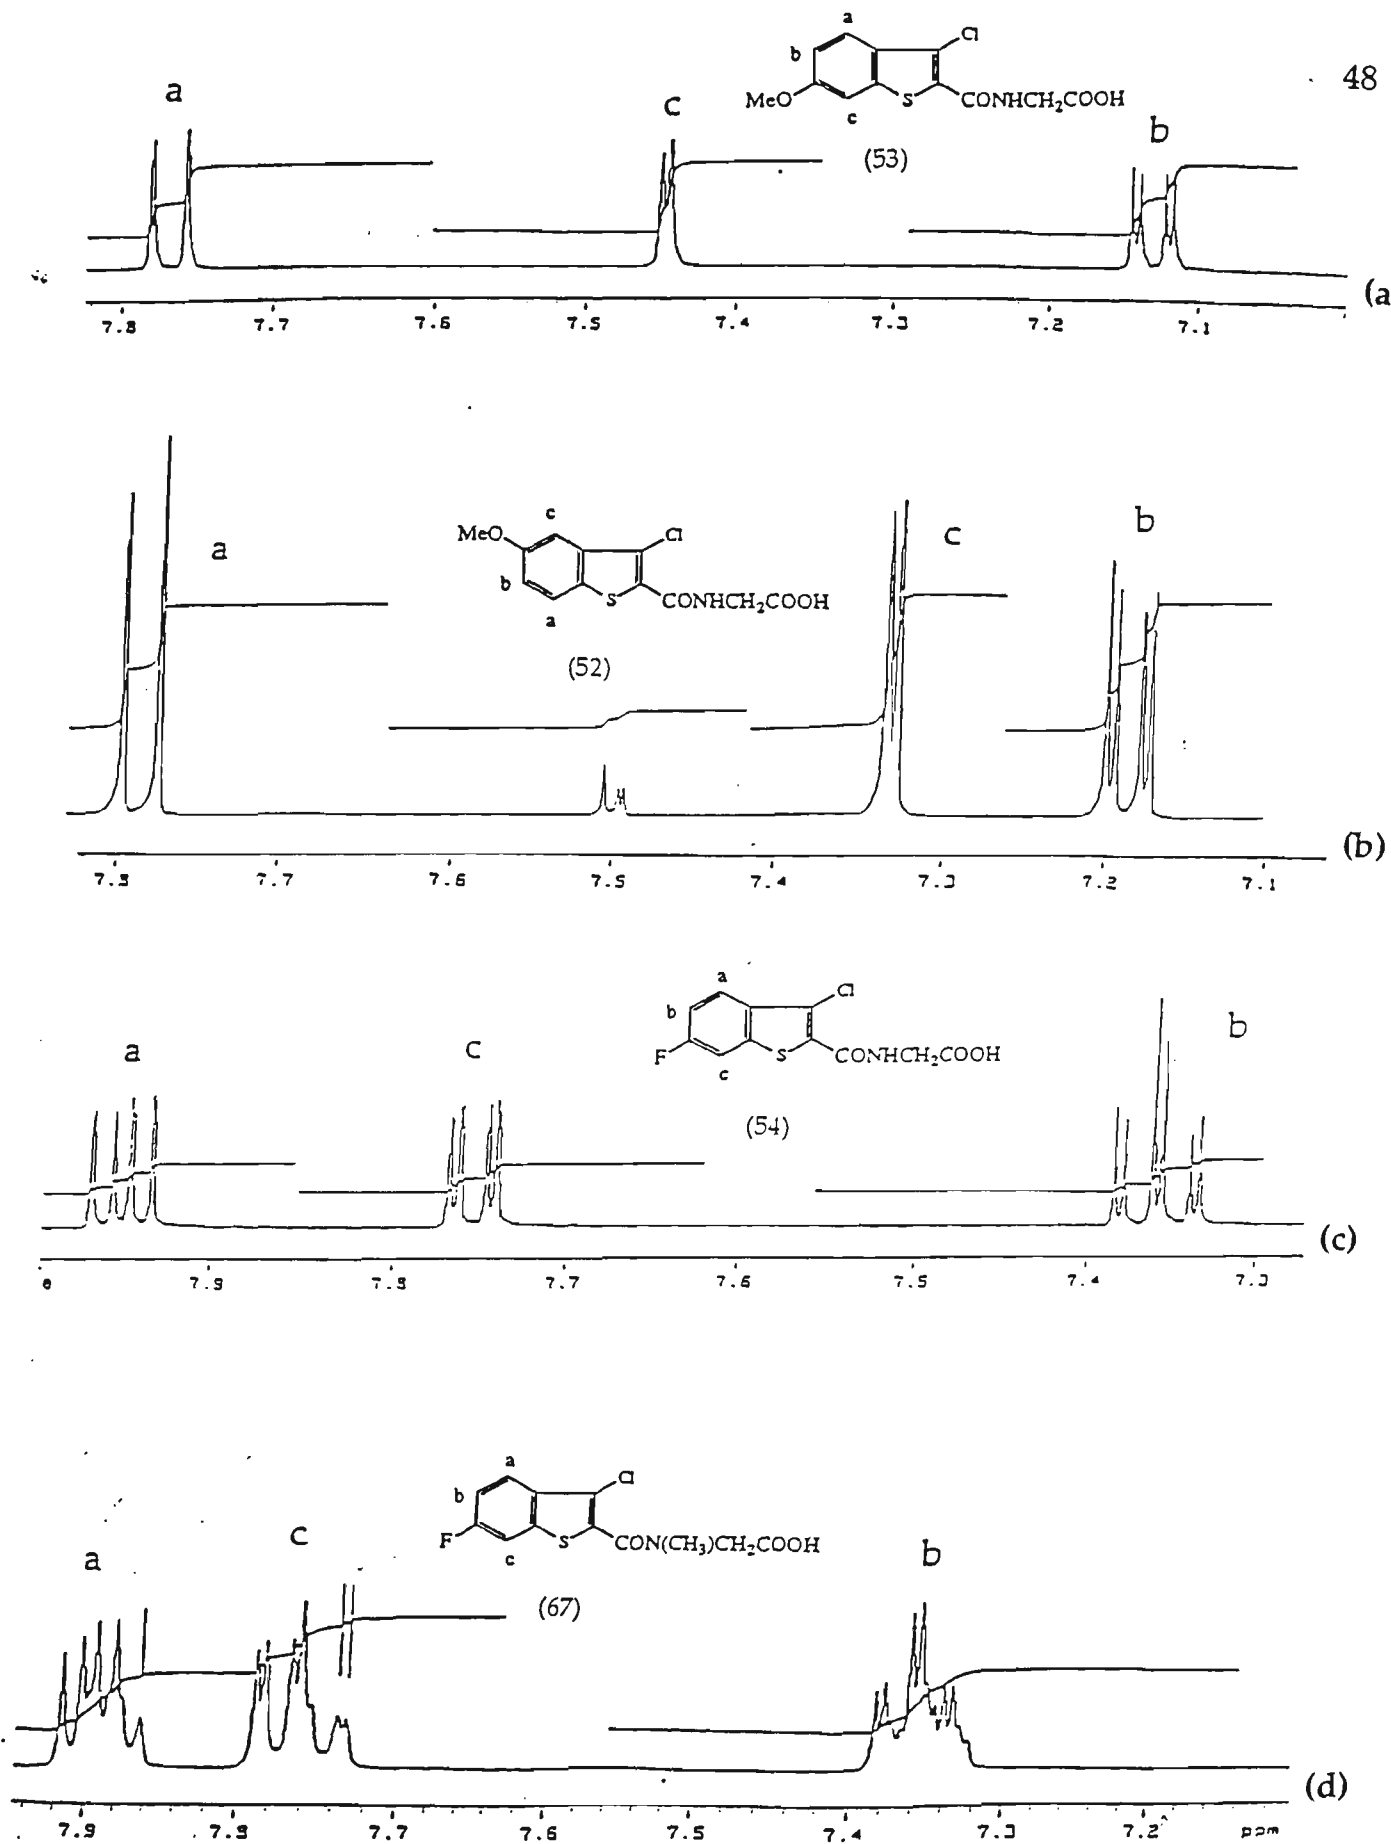 48
a
Cl
b
MeO
S
CONHCH₂COOH
c
(53)
a
c
b
(a
7.8 7.7 7.6 7.5 7.4 7.3 7.2 7.1
c
MeO
Cl
b
S
CONHCH₂COOH
a
(52)
a
c
b
(b)
7.8 7.7 7.6 7.5 7.4 7.3 7.2 7.1
a
Cl
b
F
S
CONHCH₂COOH
c
(54)
a
c
b
(c)
7.9 7.8 7.7 7.6 7.5 7.4 7.3
a
Cl
b
F
S
CON(CH₃)CH₂COOH
c
(67)
a
c
b
(d)
7.9 7.8 7.7 7.6 7.5 7.4 7.3 7.2 ppm